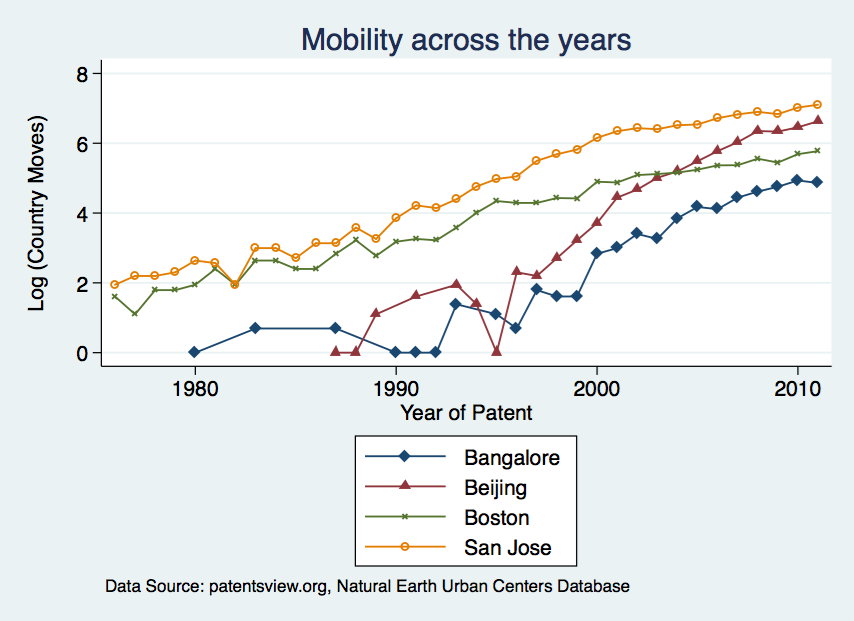 Mobility across the years
Log (Country Moves)
8
6
4
2
0
1980 1990 2000 2010
Year of Patent
Bangalore
Beijing
Boston
San Jose
Data Source: patentsview.org, Natural Earth Urban Centers Database